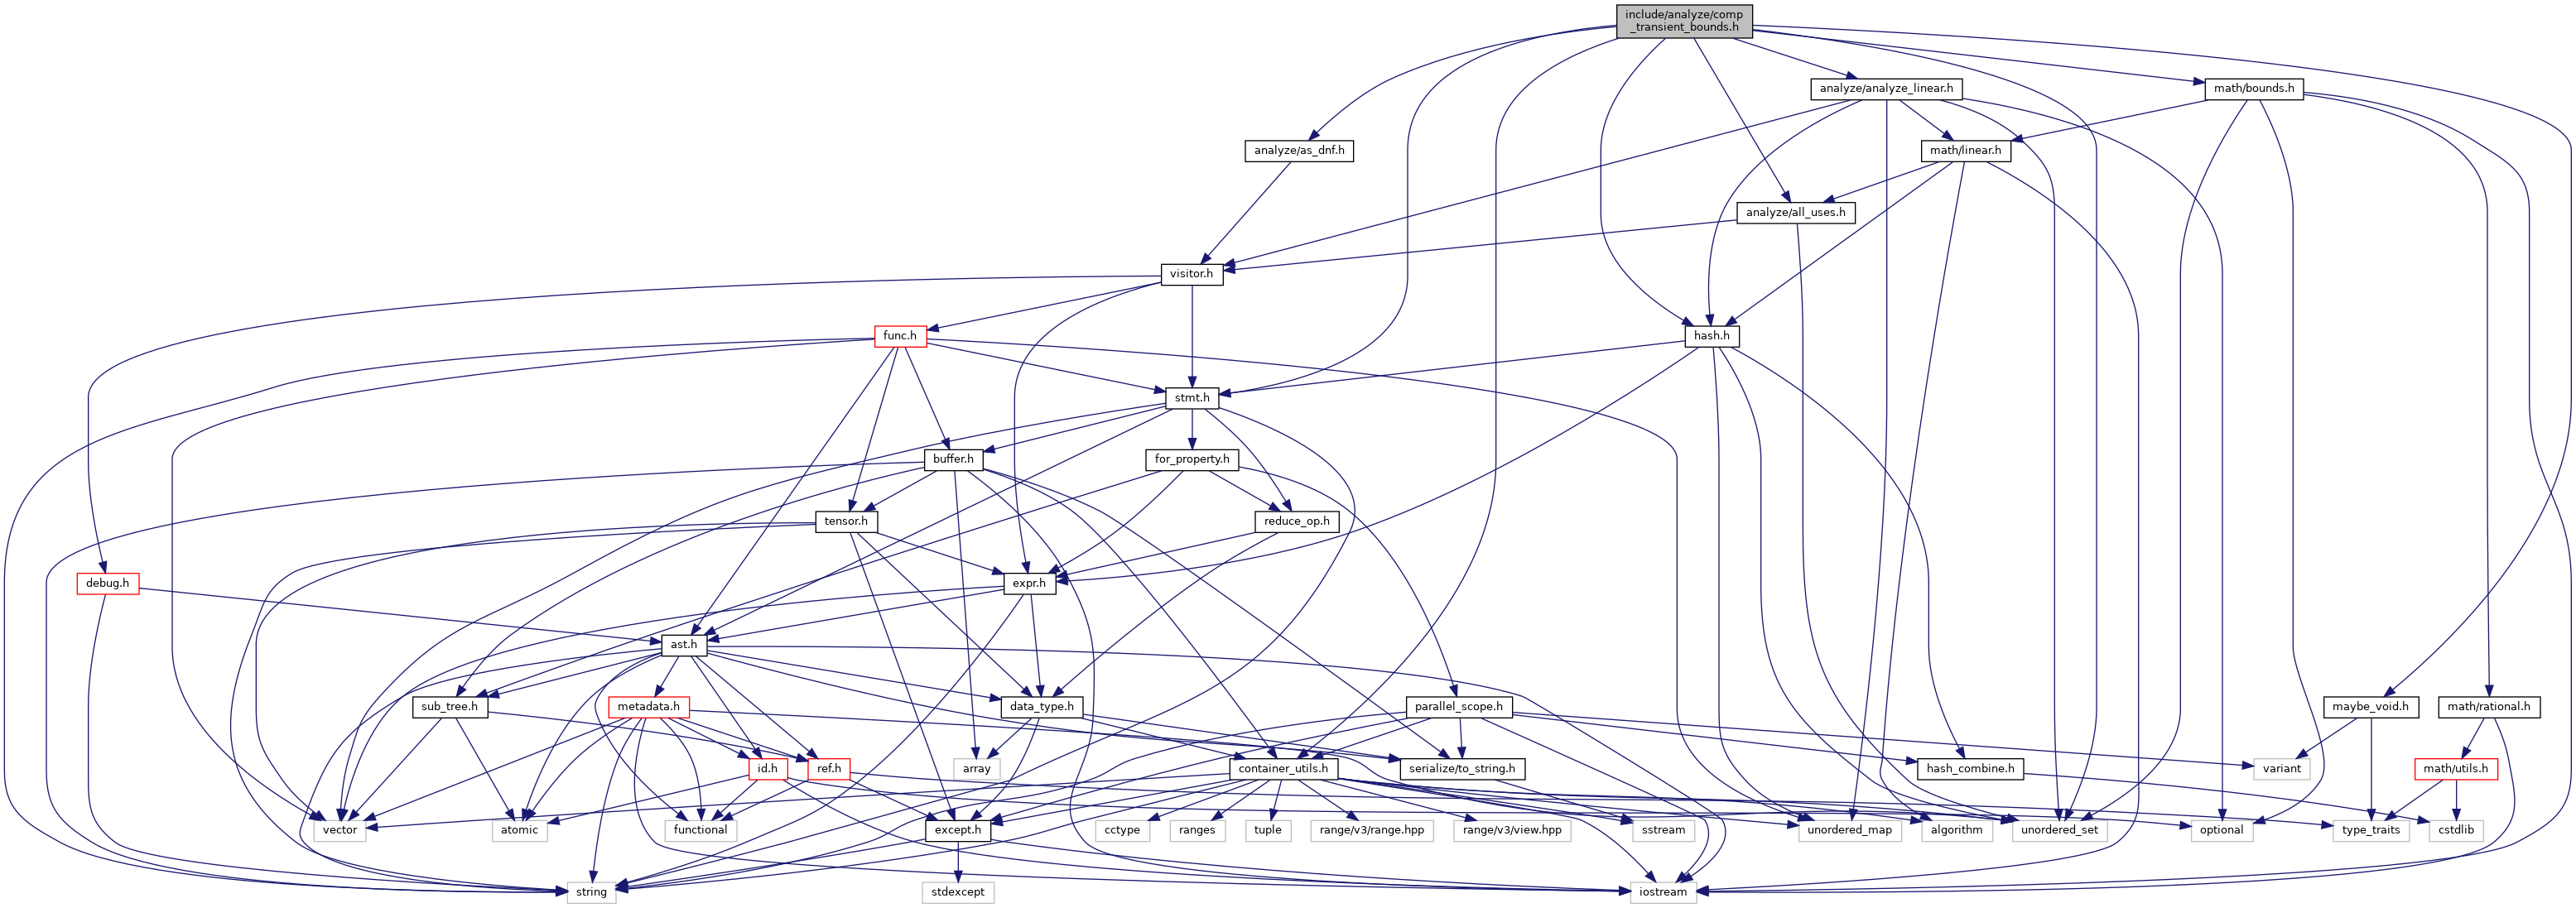 include/analyze/comp
_transient_bounds.h
analyze/analyze_linear.h
math/bounds.h
analyze/as_dnf.h
math/linear.h
analyze/all_uses.h
visitor.h
func.h
hash.h
stmt.h
buffer.h
for_property.h
tensor.h
reduce_op.h
debug.h
expr.h
ast.h
sub_tree.h
metadata.h
data_type.h
parallel_scope.h
maybe_void.h
math/rational.h
id.h
ref.h
array
container_utils.h
serialize/to_string.h
hash_combine.h
variant
math/utils.h
vector
atomic
functional
except.h
cctype
ranges
tuple
range/v3/range.hpp
range/v3/view.hpp
sstream
unordered_map
algorithm
unordered_set
optional
type_traits
cstdlib
string
stdexcept
iostream